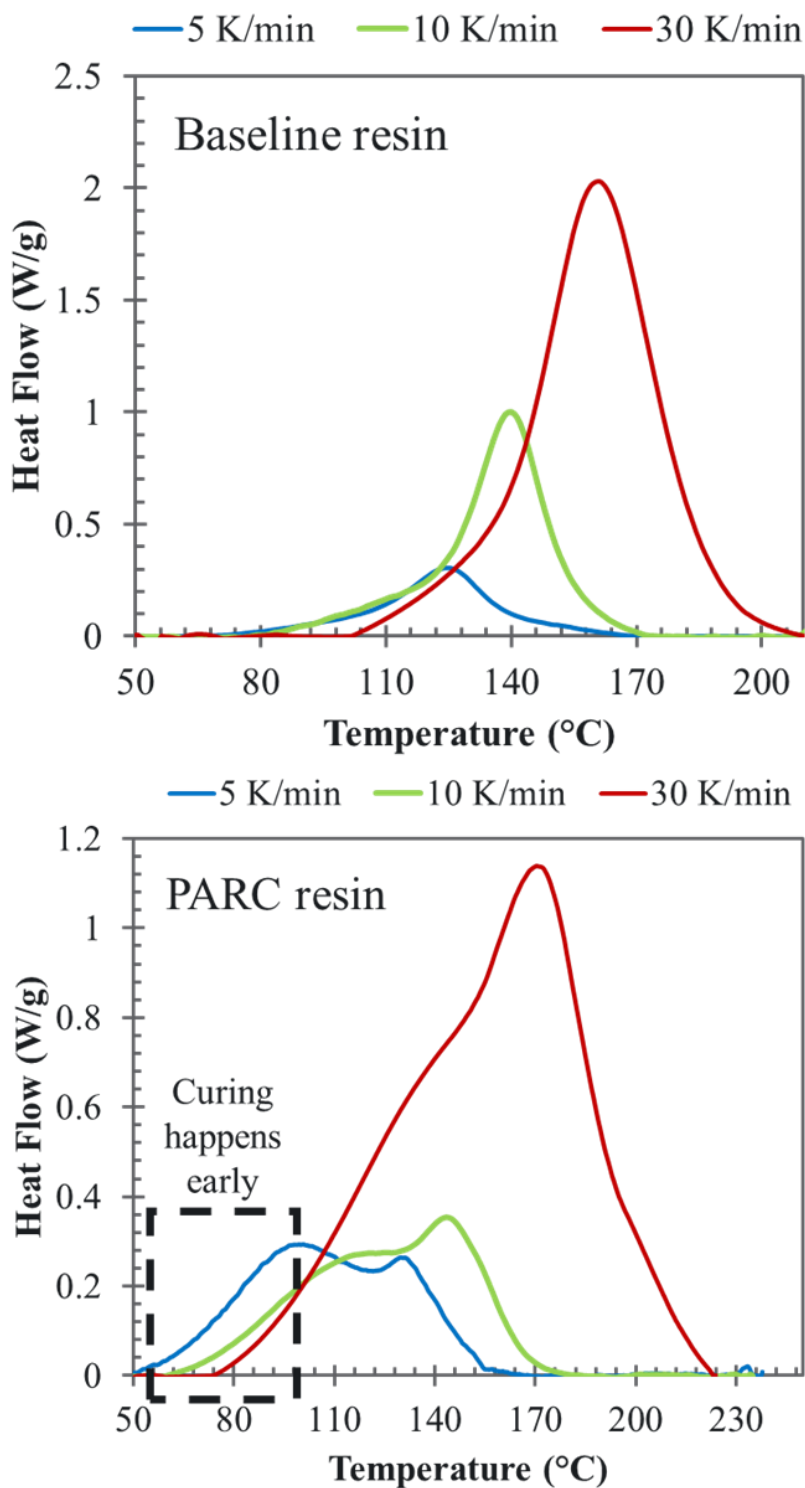 5 K/min 10 K/min 30 K/min
2.5
Baseline resin
2
1.5
1
0.5
0
Heat Flow (W/g)
50 80 110 140 170 200
Temperature (°C)
5 K/min 10 K/min 30 K/min
1.2
PARC resin
1
0.8
0.6
Curing
happens
early
0.4
0.2
0
Heat Flow (W/g)
50 80 110 140 170 200 230
Temperature (°C)